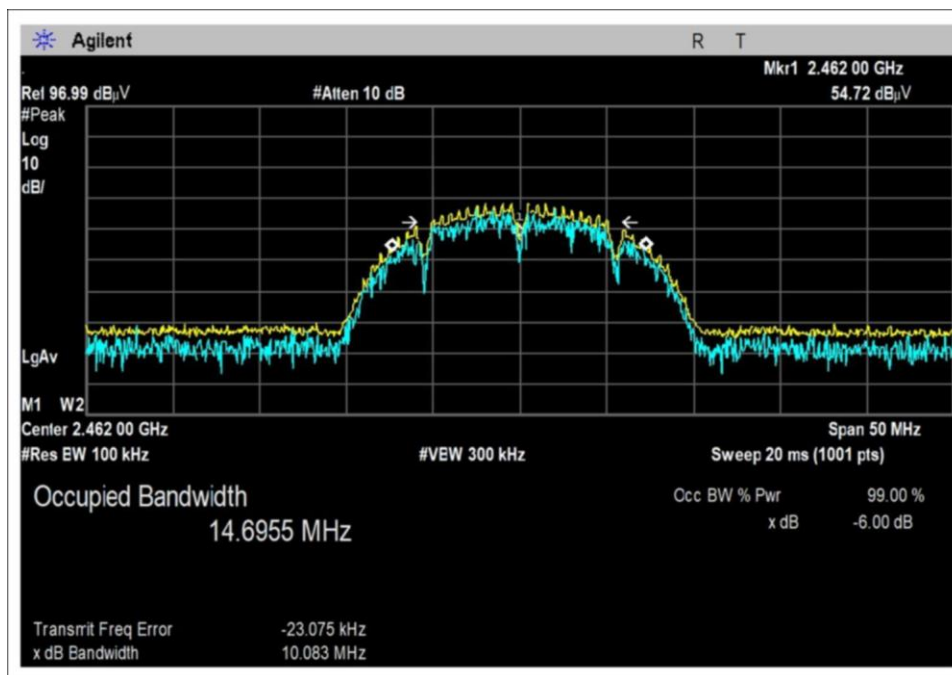 Agilent R T
Mkr1 2.462 00 GHz
Ref 96.99 dBµV #Atten 10 dB 54.72 dBµV
#Peak
Log
10
dB/
1
LgAv
M1 W2
Center 2.462 00 GHz Span 50 MHz
#Res BW 100 kHz #VBW 300 kHz Sweep 20 ms (1001 pts)
Occupied Bandwidth Occ BW % Pwr 99.00 %
14.6955 MHz x dB -6.00 dB
Transmit Freq Error -23.075 kHz
x dB Bandwidth 10.083 MHz